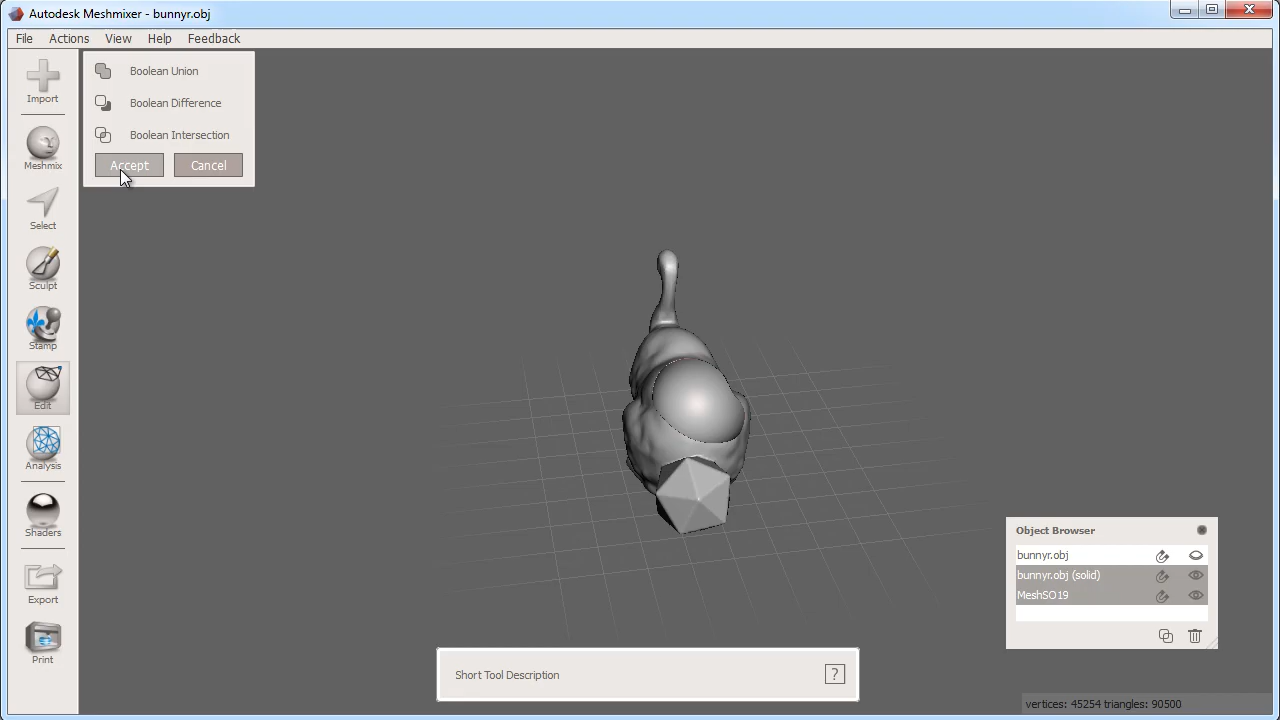 Autodesk Meshmixer - bunnyr.obj
File Actions View Help Feedback
Import
Meshmix
Select
Sculpt
Stamp
Edit
Analysis
Shaders
Export
Print
Boolean Union
Boolean Difference
Boolean Intersection
Accept Cancel
Object Browser
bunnyr.obj
bunnyr.obj (solid)
MeshSO19
Short Tool Description ?
vertices: 45254 triangles: 90500